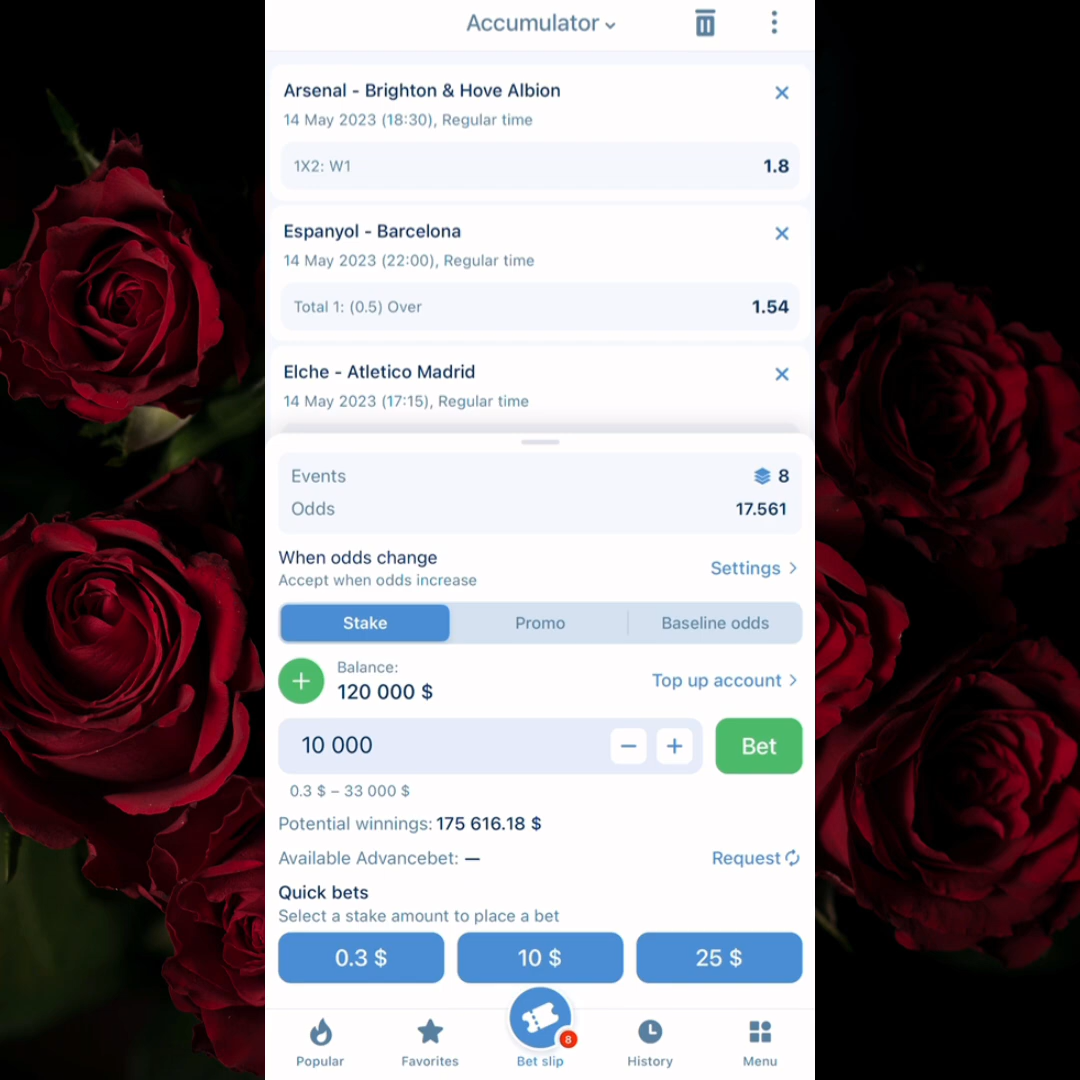 Accumulator
Arsenal - Brighton & Hove Albion
14 May 2023 (18:30), Regular time
1X2: W1 1.8
Espanyol - Barcelona
14 May 2023 (22:00), Regular time
Total 1: (0.5) Over 1.54
Elche - Atletico Madrid
14 May 2023 (17:15), Regular time
Events 8
Odds 17.561
When odds change
Accept when odds increase
Settings
Stake Promo Baseline odds
Balance:
120 000 $
Top up account
10 000
Bet
0.3 $ – 33 000 $
Potential winnings: 175 616.18 $
Available Advancebet: —
Request
Quick bets
Select a stake amount to place a bet
0.3 $ 10 $ 25 $
8
Popular Favorites Bet slip History Menu